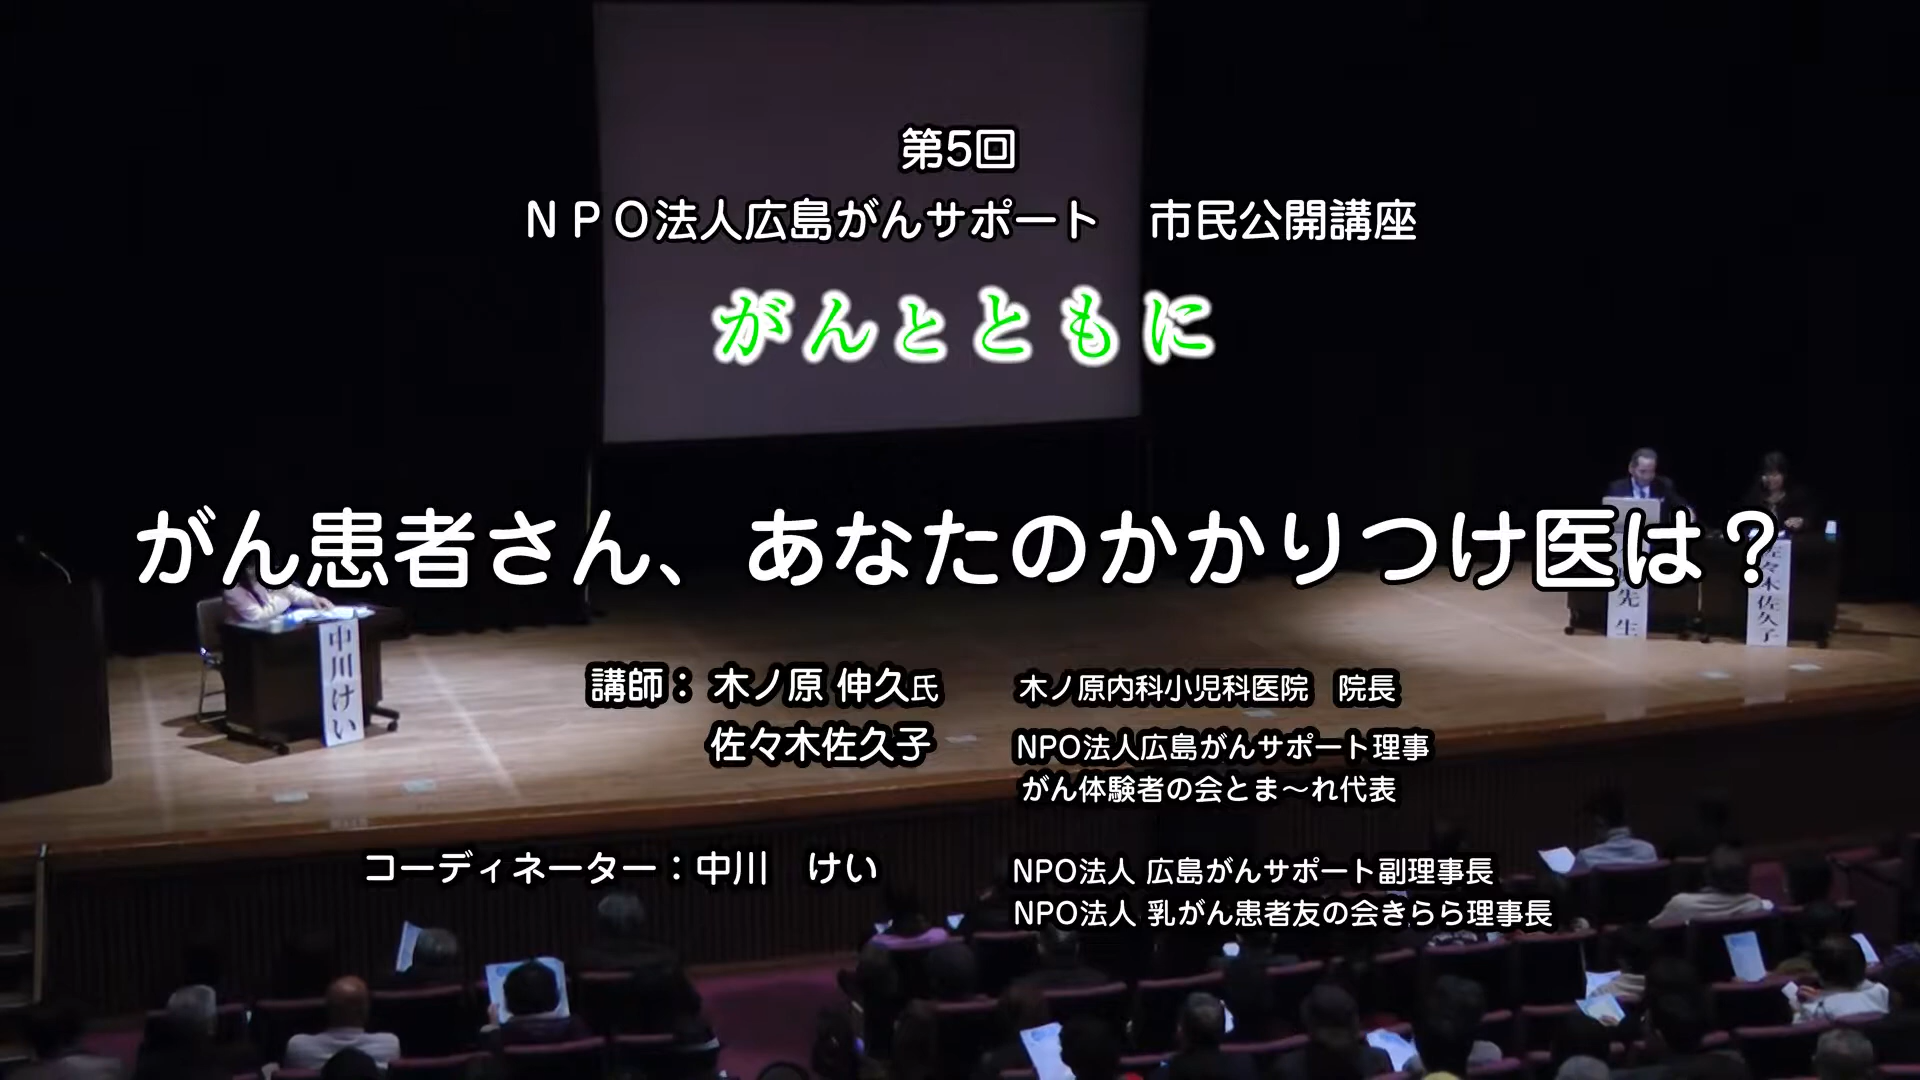 第5回
ＮＰＯ法人広島がんサポート　市民公開講座
がんとともに
がん患者さん、あなたのかかりつけ医は？
講師： 木ノ原 伸久氏　木ノ原内科小児科医院　院長
佐々木佐久子　NPO法人広島がんサポート理事
がん体験者の会とま～れ代表
コーディネーター：中川　けい　NPO法人 広島がんサポート副理事長
NPO法人 乳がん患者友の会きらら理事長
中川けい
先生
佐々木佐久子